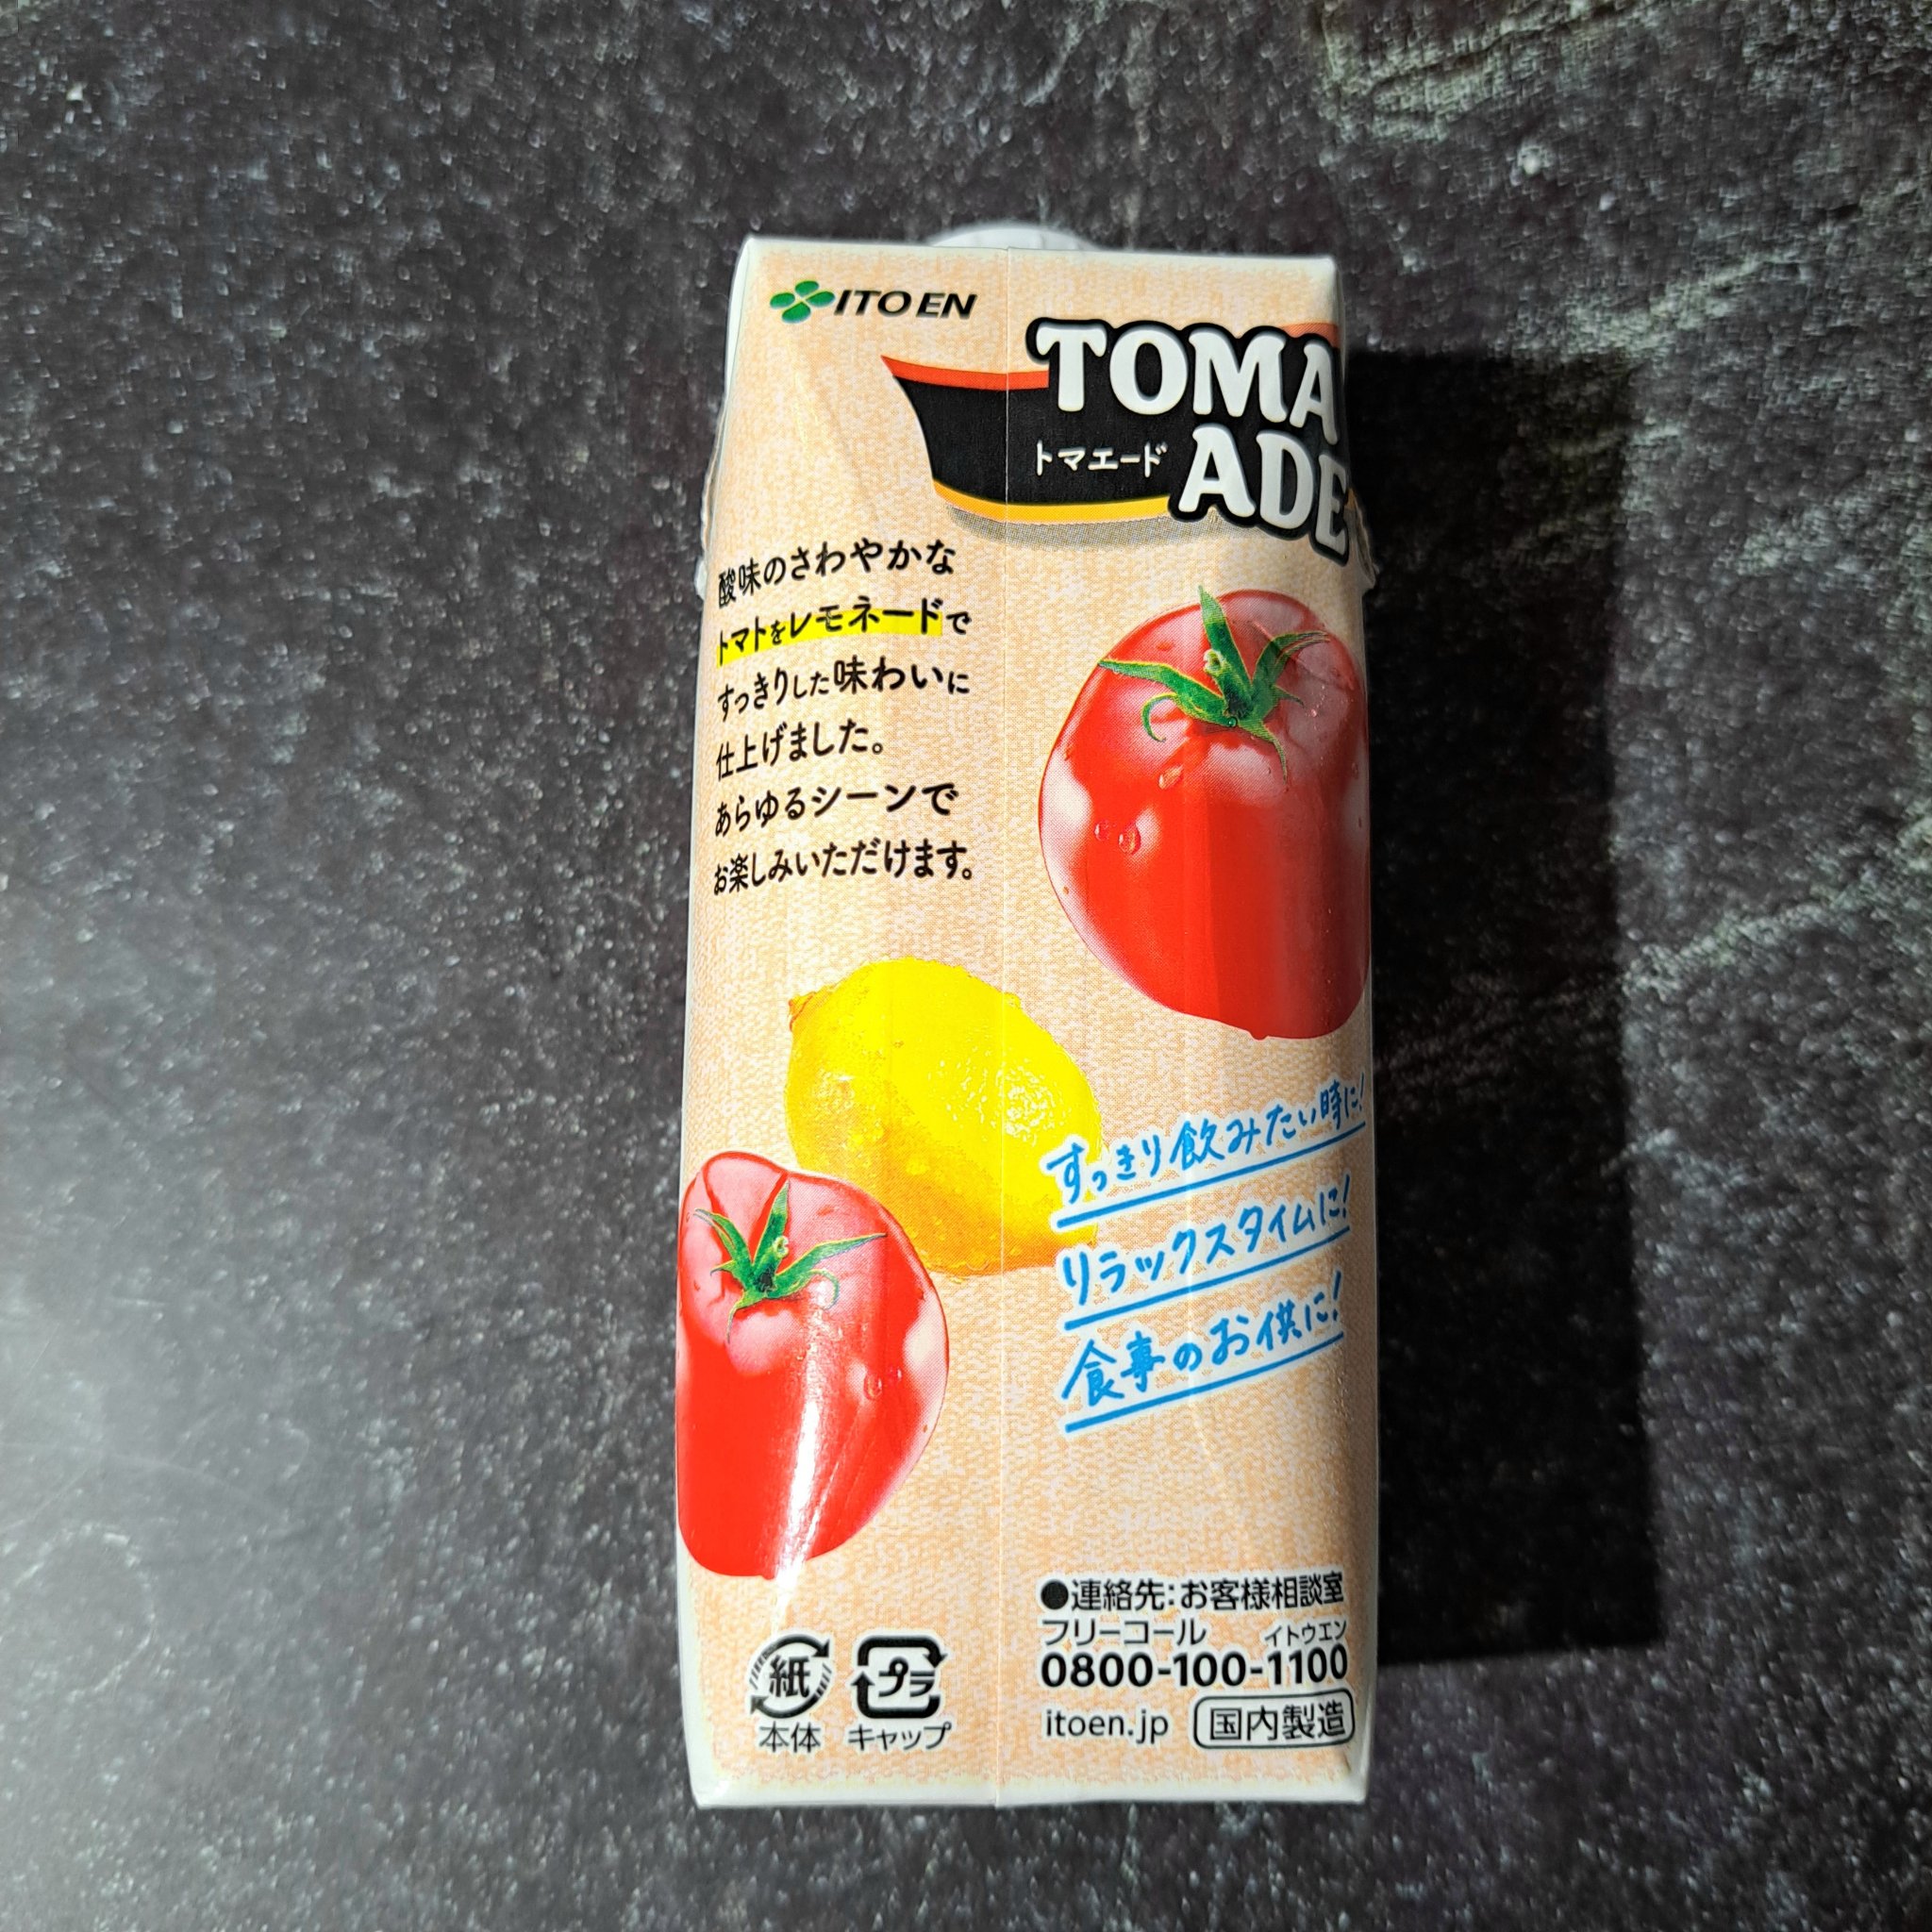 ITO EN
TOMA
ADE
トマエード
酸味のさわやかな
トマトをレモネードで
すっきりした味わいに
仕上げました。
あらゆるシーンで
お楽しみいただけます。
すっきり飲みたい時に!
リラックスタイムに!
食事のお供に!
●連絡先:お客様相談室
フリーコール イトウエン
0800-100-1100
itoen.jp 国内製造
紙 プラ
本体 キャップ